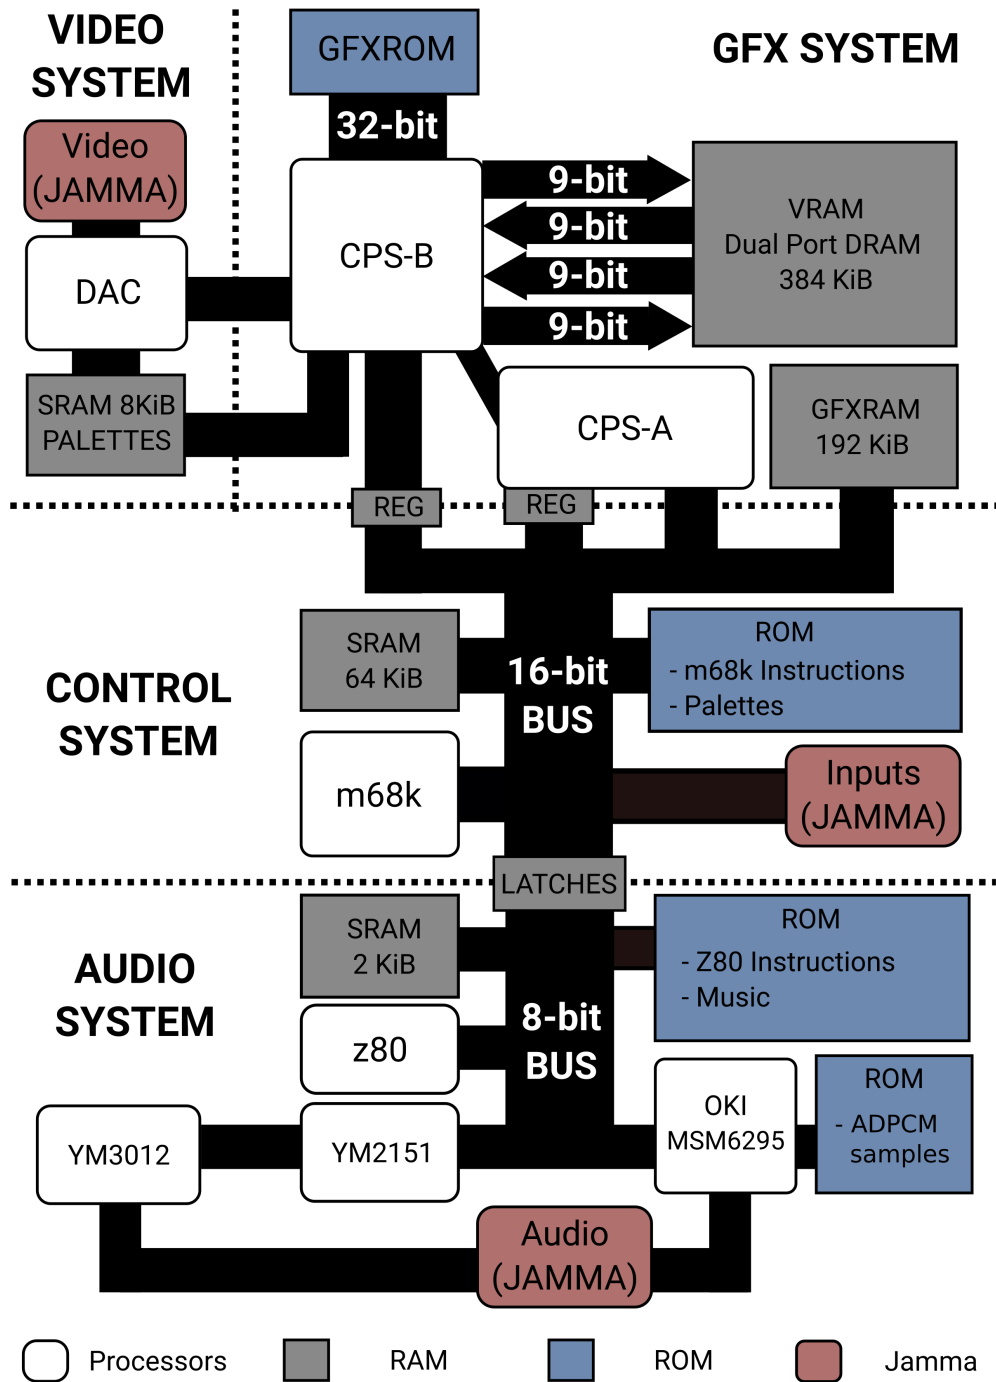 VIDEO
SYSTEM
GFXROM
GFX SYSTEM
32-bit
Video
(JAMMA)
CPS-B
9-bit
9-bit
9-bit
9-bit
VRAM
Dual Port DRAM
384 KiB
DAC
SRAM 8KiB
PALETTES
CPS-A
GFXRAM
192 KiB
REG
REG
CONTROL
SYSTEM
SRAM
64 KiB
16-bit
BUS
ROM
- m68k Instructions
- Palettes
m68k
Inputs
(JAMMA)
LATCHES
AUDIO
SYSTEM
SRAM
2 KiB
ROM
- Z80 Instructions
- Music
8-bit
BUS
z80
YM3012
YM2151
OKI
MSM6295
ROM
- ADPCM
samples
Audio
(JAMMA)
Processors
RAM
ROM
Jamma